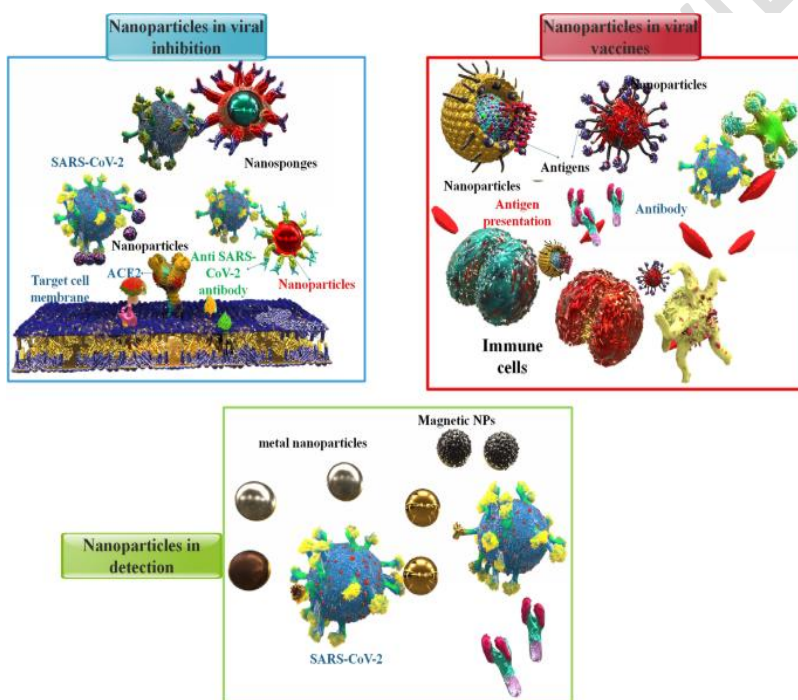 Nanoparticles in viral
inhibition
Nanosponges
SARS-CoV-2
Nanoparticles
ACE2
Target cell
membrane
Anti SARS-
CoV-2
antibody
Nanoparticles
Nanoparticles in viral
vaccines
Nanoparticles
Antigens
Nanoparticles
Antigen
presentation
Antibody
Immune
cells
Nanoparticles in
detection
Magnetic NPs
metal nanoparticles
SARS-CoV-2